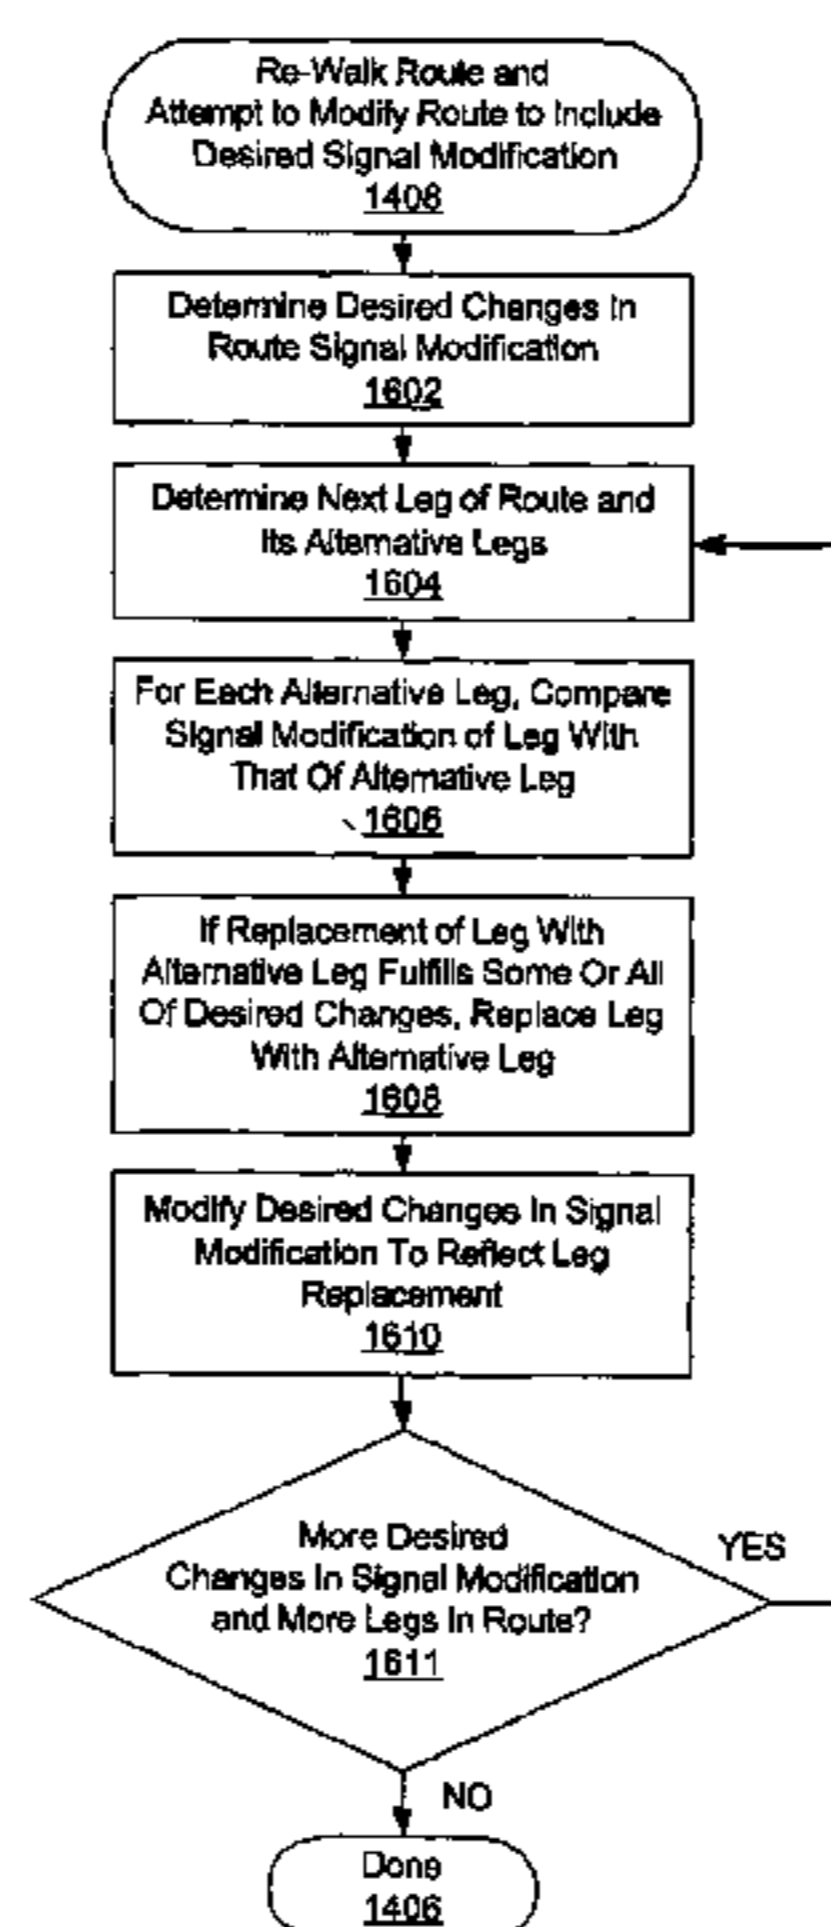 Re-Walk Route and
Attempt to Modify Route to Include
Desired Signal Modification
1408
Determine Desired Changes In
Route Signal Modification
1602
Determine Next Leg of Route and
Its Alternative Legs
1604
For Each Alternative Leg, Compare
Signal Modification of Leg With
That Of Alternative Leg
1606
If Replacement of Leg With
Alternative Leg Fulfills Some Or All
Of Desired Changes, Replace Leg
With Alternative Leg
1608
Modify Desired Changes In Signal
Modification To Reflect Leg
Replacement
1610
More Desired
Changes In Signal Modification
and More Legs In Route?
1611
YES
NO
Done
1406